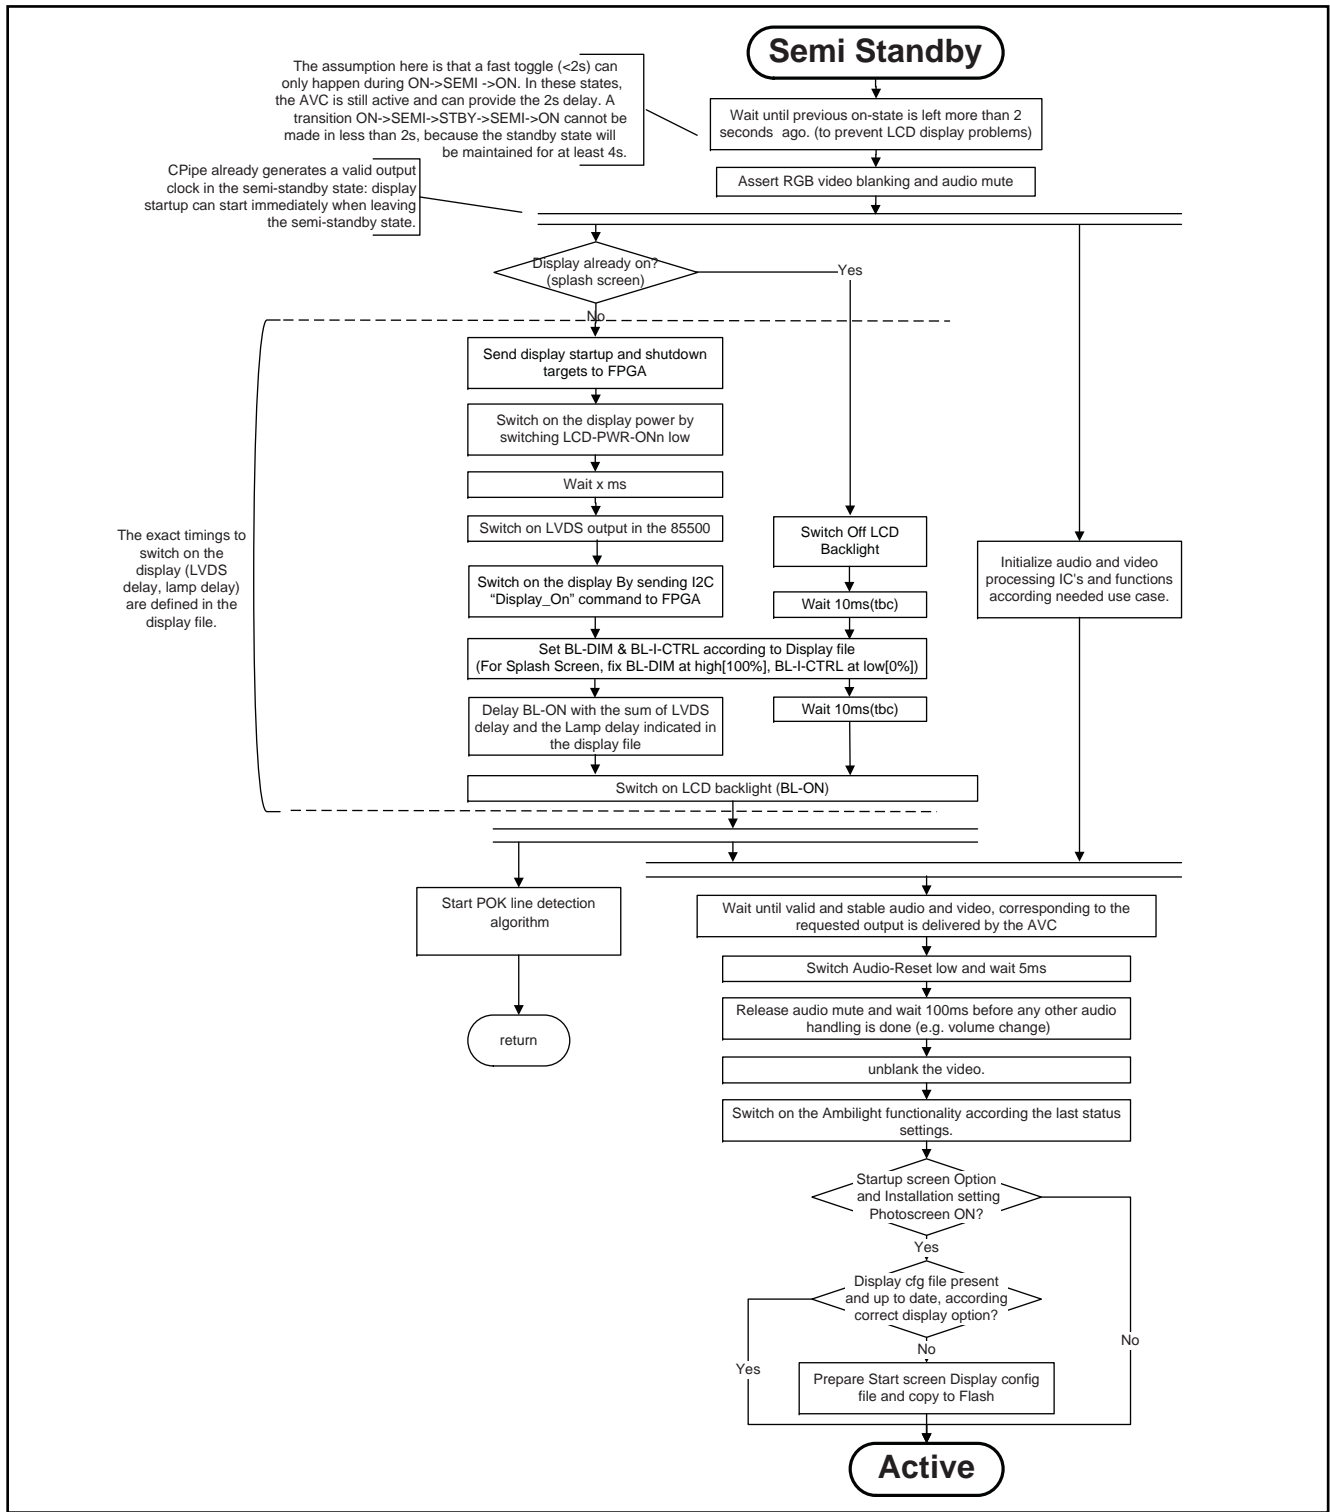 Semi Standby
The assumption here is that a fast toggle (<2s) can
only happen during ON->SEMI ->ON. In these states,
the AVC is still active and can provide the 2s delay. A
transition ON->SEMI->STBY->SEMI->ON cannot be
made in less than 2s, because the standby state will
be maintained for at least 4s.
Wait until previous on-state is left more than 2
seconds ago. (to prevent LCD display problems)
Assert RGB video blanking and audio mute
CPipe already generates a valid output
clock in the semi-standby state: display
startup can start immediately when leaving
the semi-standby state.
Display already on?
(splash screen)
Yes
No
Send display startup and shutdown
targets to FPGA
Switch on the display power by
switching LCD-PWR-ONn low
Wait x ms
Switch on LVDS output in the 85500
Switch on the display By sending I2C
“Display_On” command to FPGA
Switch Off LCD
Backlight
Wait 10ms(tbc)
Initialize audio and video
processing IC's and functions
according needed use case.
The exact timings to
switch on the
display (LVDS
delay, lamp delay)
are defined in the
display file.
Set BL-DIM & BL-I-CTRL according to Display file
(For Splash Screen, fix BL-DIM at high[100%], BL-I-CTRL at low[0%])
Delay BL-ON with the sum of LVDS
delay and the Lamp delay indicated in
the display file
Wait 10ms(tbc)
Switch on LCD backlight (BL-ON)
Start POK line detection
algorithm
return
Wait until valid and stable audio and video, corresponding to the
requested output is delivered by the AVC
Switch Audio-Reset low and wait 5ms
Release audio mute and wait 100ms before any other audio
handling is done (e.g. volume change)
unblank the video.
Switch on the Ambilight functionality according the last status
settings.
Startup screen Option
and Installation setting
Photoscreen ON?
Yes
Display cfg file present
and up to date, according
correct display option?
No
No
Yes
Prepare Start screen Display config
file and copy to Flash
Active